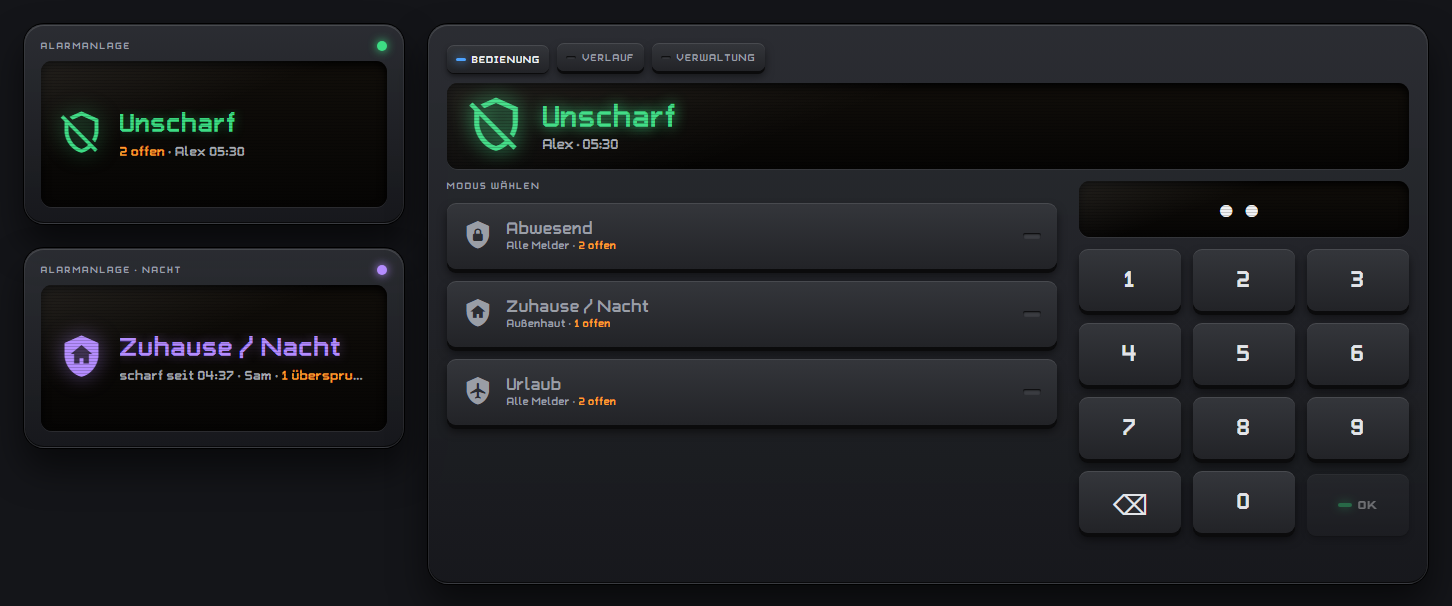 ALARMANLAGE
Unscharf
2 offen · Alex 05:30
ALARMANLAGE · NACHT
Zuhause / Nacht
scharf seit 04:37 · Sam · 1 überspru...
BEDIENUNG
VERLAUF
VERWALTUNG
Unscharf
Alex · 05:30
MODUS WÄHLEN
Abwesend
Alle Melder · 2 offen
Zuhause / Nacht
Außenhaut · 1 offen
Urlaub
Alle Melder · 2 offen
1 2 3
4 5 6
7 8 9
⌫ 0 OK